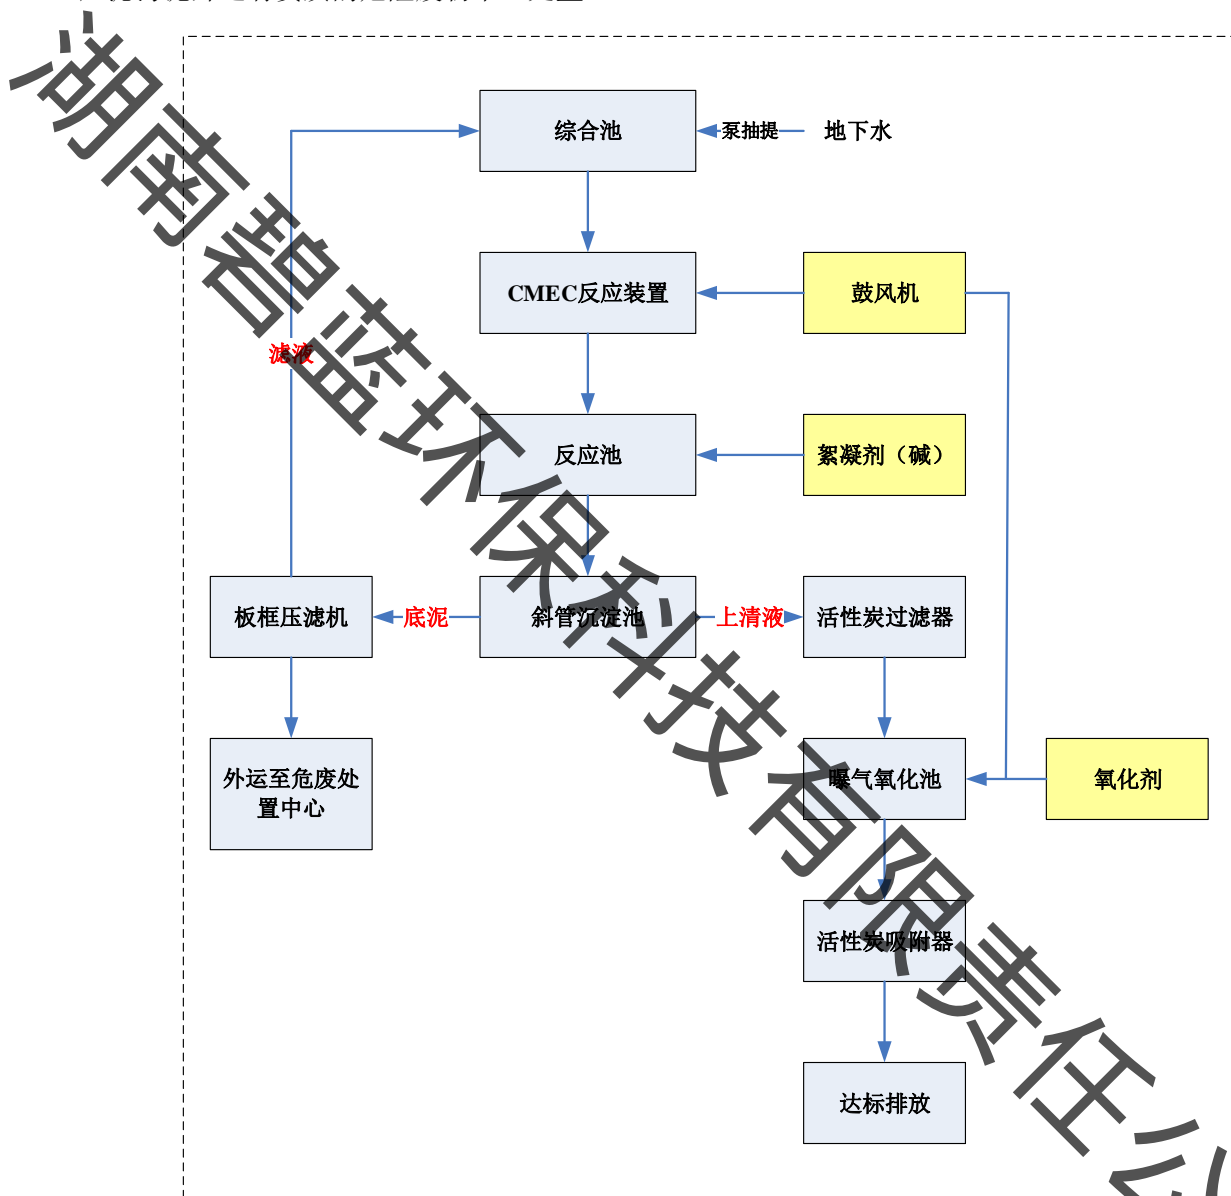 综合池
泵抽提
地下水
CMEC反应装置
鼓风机
滤液
反应池
絮凝剂（碱）
板框压滤机
底泥
斜管沉淀池
上清液
活性炭过滤器
外运至危废处
置中心
曝气氧化池
氧化剂
活性炭吸附器
达标排放
湖南碧蓝环保科技有限责任公